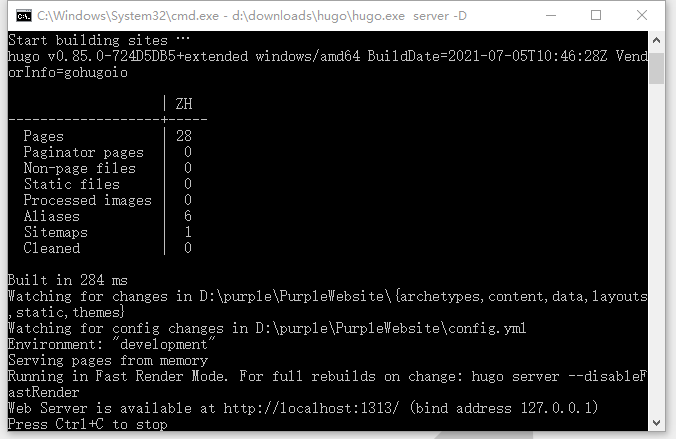 C:\Windows\System32\cmd.exe - d:\downloads\hugo\hugo.exe  server -D
Start building sites …
hugo v0.85.0-724D5DB5+extended windows/amd64 BuildDate=2021-07-05T10:46:28Z Vend
orInfo=gohugoio
                   | ZH
-------------------+-----
  Pages            | 28
  Paginator pages  |  0
  Non-page files   |  0
  Static files     |  0
  Processed images |  0
  Aliases          |  6
  Sitemaps         |  1
  Cleaned          |  0
Built in 284 ms
Watching for changes in D:\purple\PurpleWebsite\{archetypes,content,data,layouts
,static,themes}
Watching for config changes in D:\purple\PurpleWebsite\config.yml
Environment: "development"
Serving pages from memory
Running in Fast Render Mode. For full rebuilds on change: hugo server --disableF
astRender
Web Server is available at http://localhost:1313/ (bind address 127.0.0.1)
Press Ctrl+C to stop